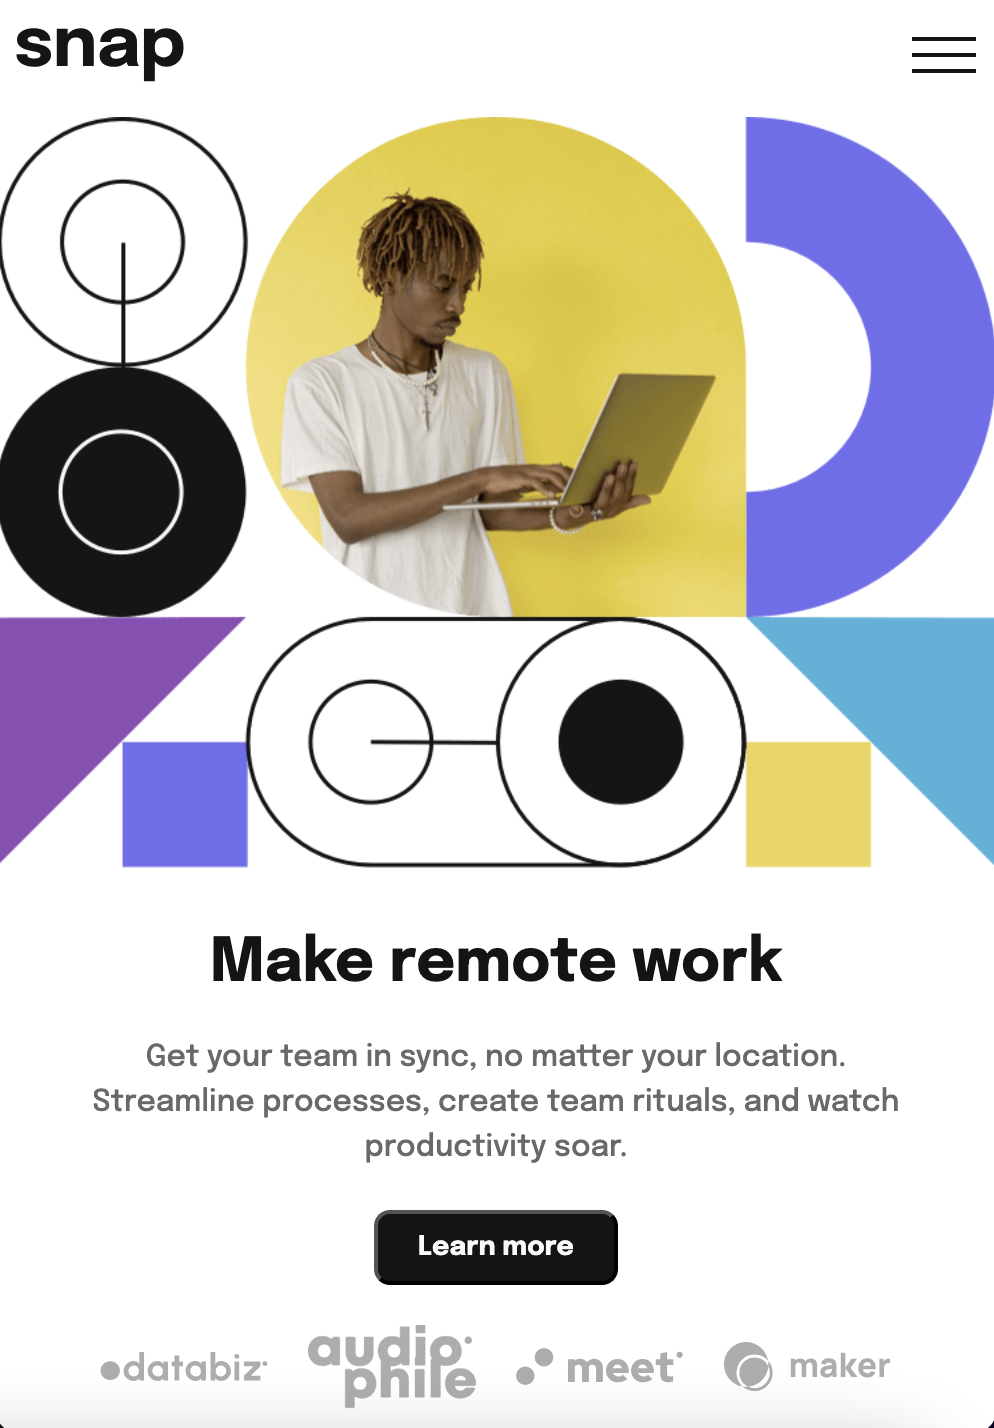 snap
Make remote work
Get your team in sync, no matter your location.
Streamline processes, create team rituals, and watch
productivity soar.
Learn more
databiz
audio
phile
meet
maker